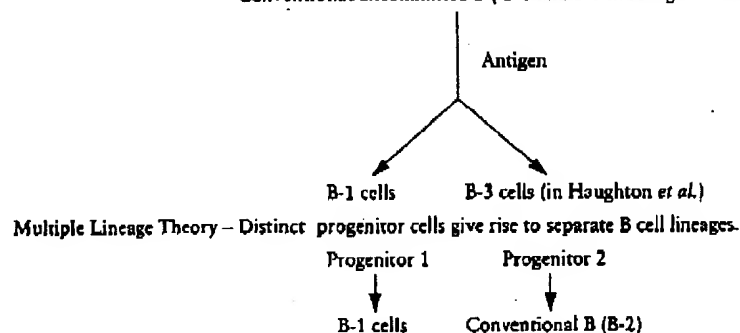 Antigen
B-1 cells B-3 cells (in Haughton et al.)
Multiple Lineage Theory – Distinct progenitor cells give rise to separate B cell lineages.
Progenitor 1 Progenitor 2
B-1 cells Conventional B (B-2)